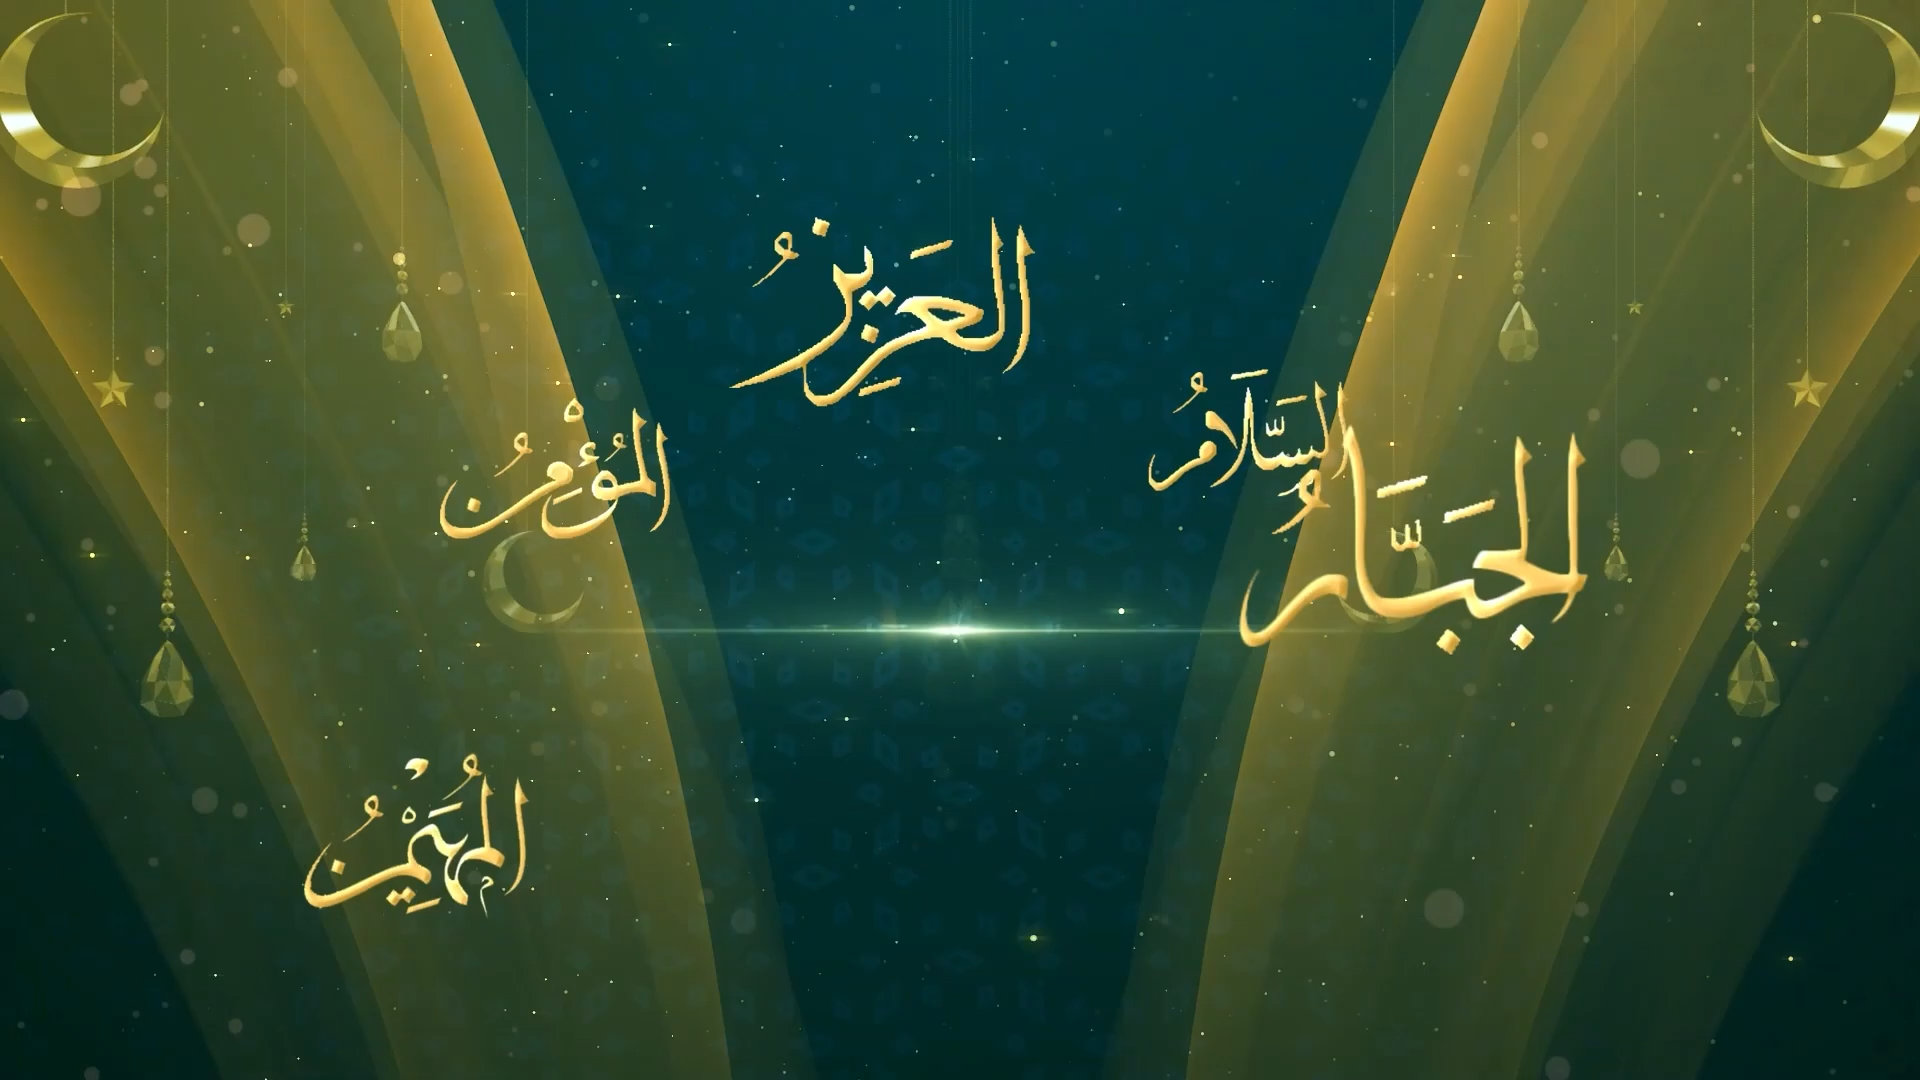 العَزِيزُ
السَّلَامُ
المُؤْمِنُ
الجَبَّارُ
المُهَيْمِنُ